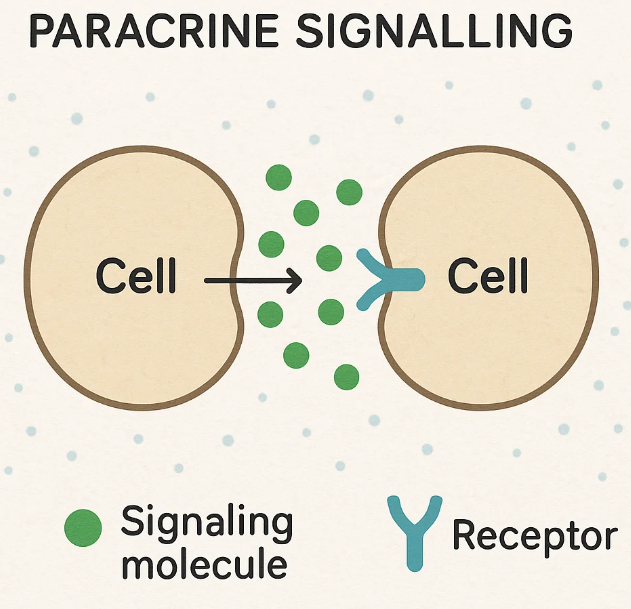 PARACRINE SIGNALLING
Cell
Cell
Signaling
molecule
Receptor